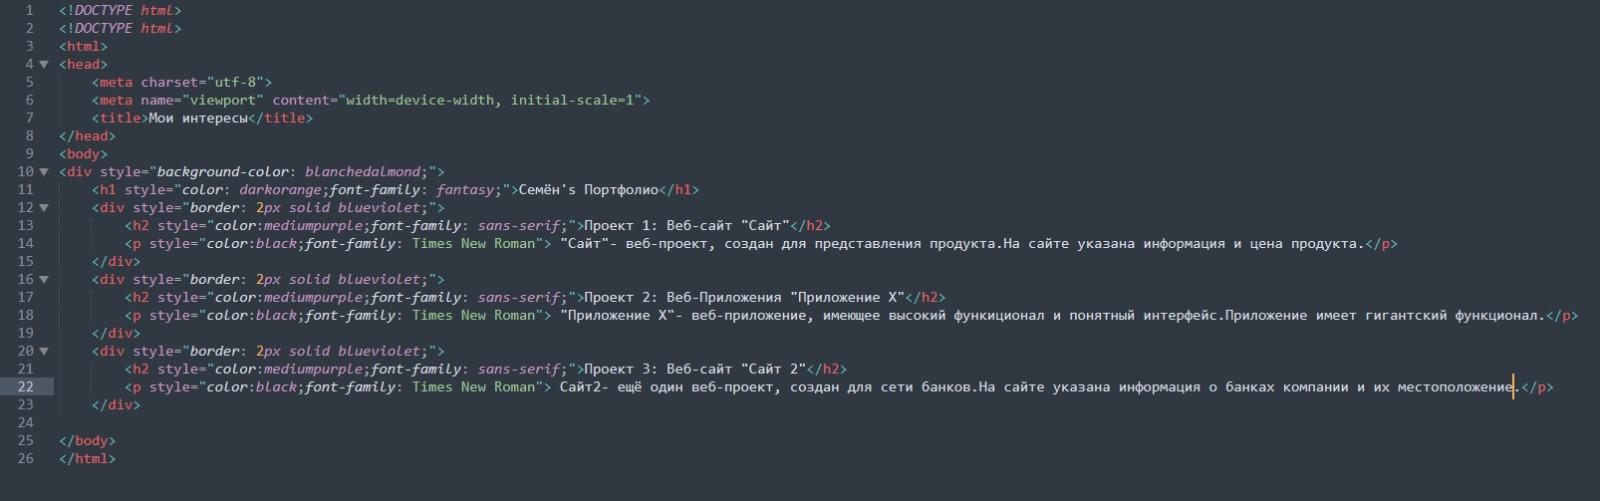 1 <!DOCTYPE html>
2 <!DOCTYPE html>
3 <html>
4 <head>
5 <meta charset="utf-8">
6 <meta name="viewport" content="width=device-width, initial-scale=1">
7 <title>Мои интересы</title>
8 </head>
9 <body>
10 <div style="background-color: blanchedalmond;">
11 <h1 style="color: darkorange;font-family: fantasy;">Семён's Портфолио</h1>
12 <div style="border: 2px solid blueviolet;">
13 <h2 style="color:mediumpurple;font-family: sans-serif;">Проект 1: Веб-сайт "Сайт"</h2>
14 <p style="color:black;font-family: Times New Roman"> "Сайт"- веб-проект, создан для представления продукта.На сайте указана информация и цена продукта.</p>
15 </div>
16 <div style="border: 2px solid blueviolet;">
17 <h2 style="color:mediumpurple;font-family: sans-serif;">Проект 2: Веб-Приложения "Приложение X"</h2>
18 <p style="color:black;font-family: Times New Roman"> "Приложение X"- веб-приложение, имеющее высокий функиционал и понятный интерфейс.Приложение имеет гигантский функционал.</p>
19 </div>
20 <div style="border: 2px solid blueviolet;">
21 <h2 style="color:mediumpurple;font-family: sans-serif;">Проект 3: Веб-сайт "Сайт 2"</h2>
22 <p style="color:black;font-family: Times New Roman"> Сайт2- ещё один веб-проект, создан для сети банков.На сайте указана информация о банках компании и их местоположение.</p>
23 </div>
24
25 </body>
26 </html>